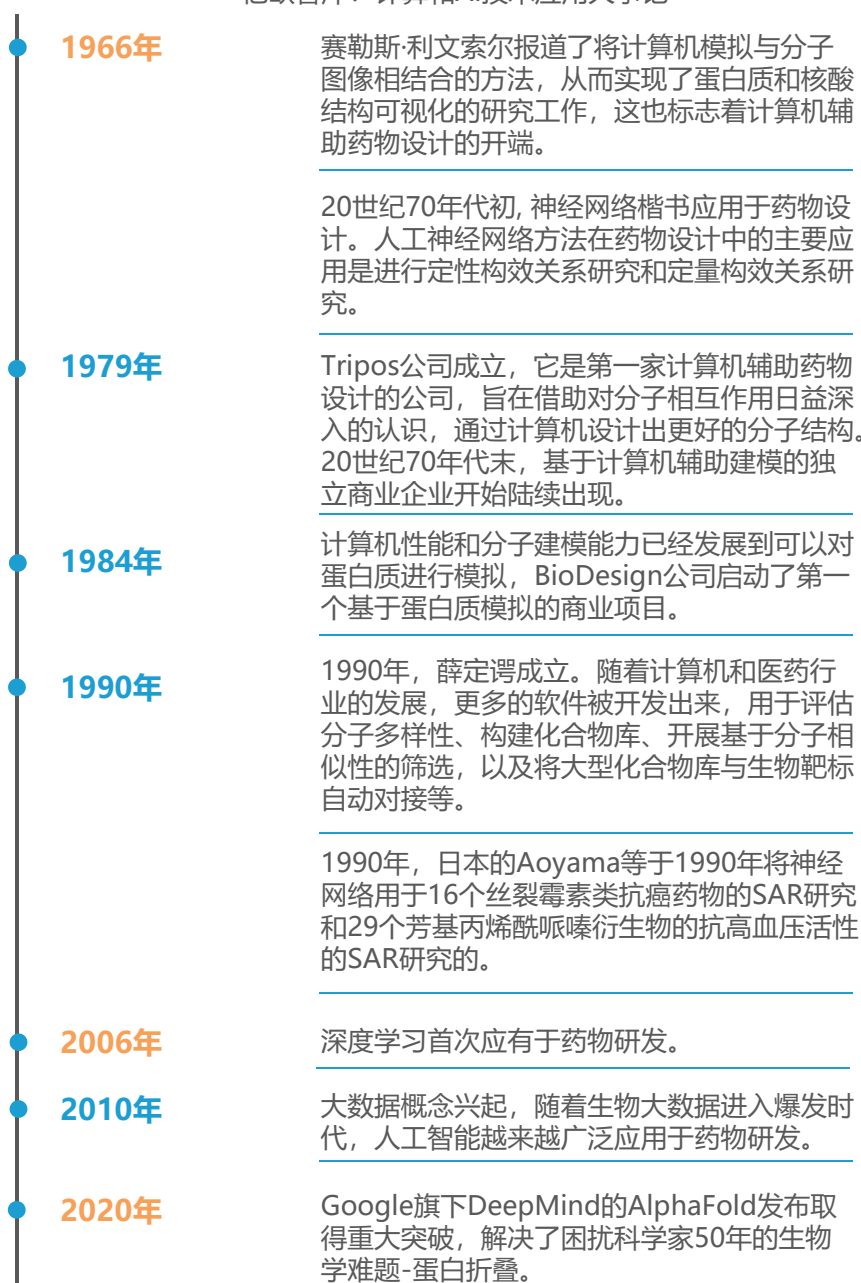 1966年
赛勒斯·利文索尔报道了将计算机模拟与分子
图像相结合的方法，从而实现了蛋白质和核酸
结构可视化的研究工作，这也标志着计算机辅
助药物设计的开端。
20世纪70年代初, 神经网络楷书应用于药物设
计。人工神经网络方法在药物设计中的主要应
用是进行定性构效关系研究和定量构效关系研
究。
1979年
Tripos公司成立，它是第一家计算机辅助药物
设计的公司，旨在借助对分子相互作用日益深
入的认识，通过计算机设计出更好的分子结构。
20世纪70年代末，基于计算机辅助建模的独
立商业企业开始陆续出现。
1984年
计算机性能和分子建模能力已经发展到可以对
蛋白质进行模拟，BioDesign公司启动了第一
个基于蛋白质模拟的商业项目。
1990年
1990年，薛定谔成立。随着计算机和医药行
业的发展，更多的软件被开发出来，用于评估
分子多样性、构建化合物库、开展基于分子相
似性的筛选，以及将大型化合物库与生物靶标
自动对接等。
1990年，日本的Aoyama等于1990年将神经
网络用于16个丝裂霉素类抗癌药物的SAR研究
和29个芳基丙烯酰哌嗪衍生物的抗高血压活性
的SAR研究的。
2006年
深度学习首次应有于药物研发。
2010年
大数据概念兴起，随着生物大数据进入爆发时
代，人工智能越来越广泛应用于药物研发。
2020年
Google旗下DeepMind的AlphaFold发布取
得重大突破，解决了困扰科学家50年的生物
学难题-蛋白折叠。